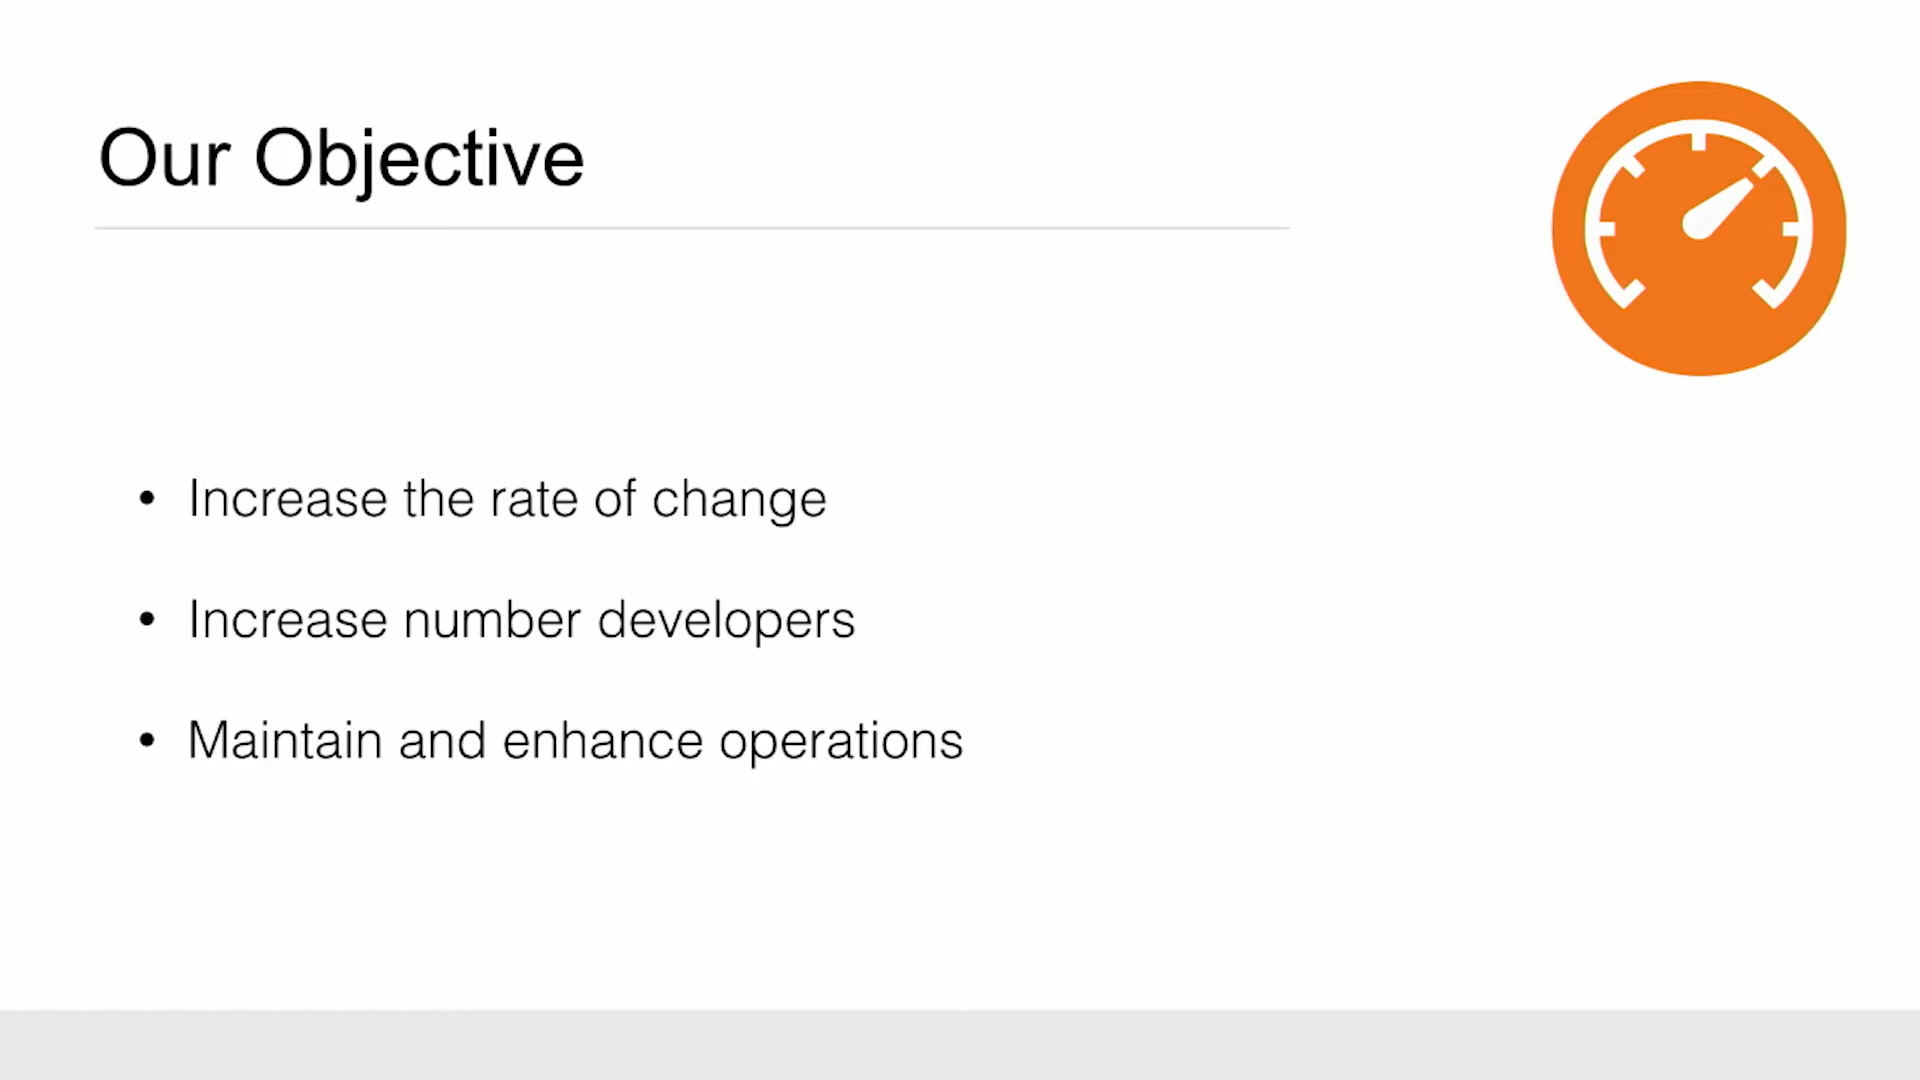 Our Objective
• Increase the rate of change
• Increase number developers
• Maintain and enhance operations